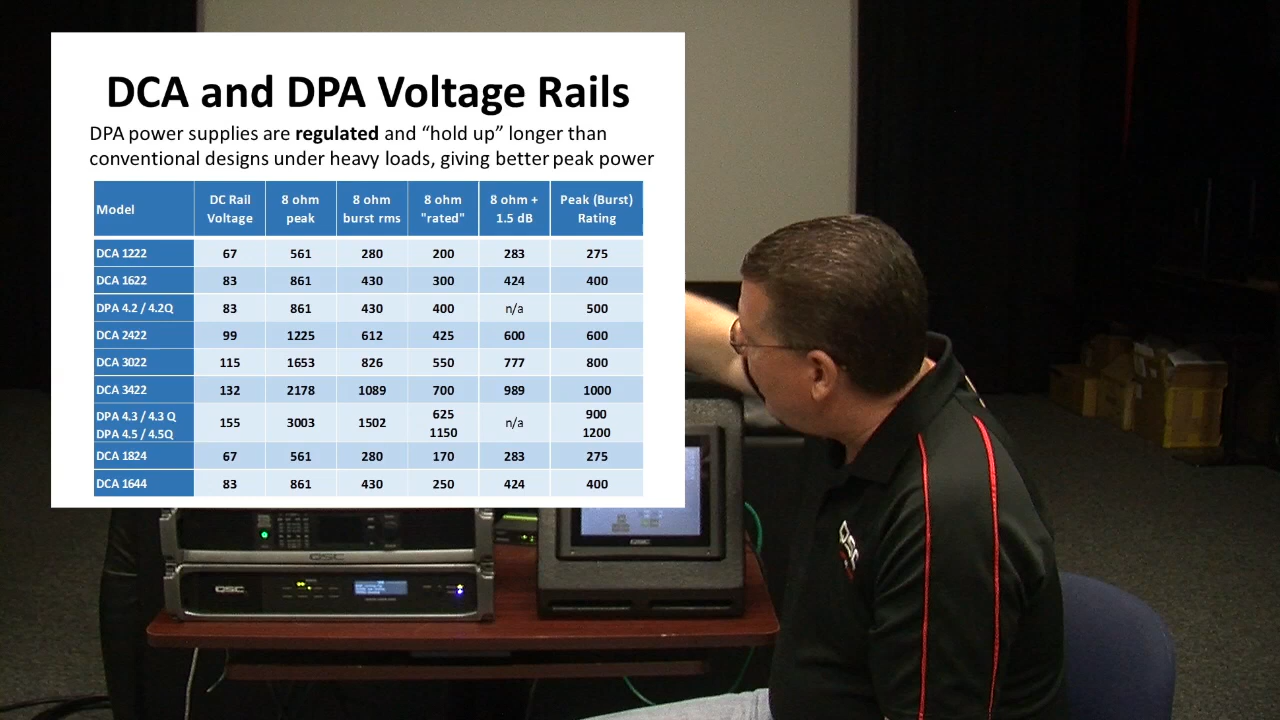 DCA and DPA Voltage Rails
DPA power supplies are regulated and “hold up” longer than
conventional designs under heavy loads, giving better peak power
Model DC Rail Voltage 8 ohm peak 8 ohm burst rms 8 ohm "rated" 8 ohm + 1.5 dB Peak (Burst) Rating
DCA 1222 67 561 280 200 283 275
DCA 1622 83 861 430 300 424 400
DPA 4.2 / 4.2Q 83 861 430 400 n/a 500
DCA 2422 99 1225 612 425 600 600
DCA 3022 115 1653 826 550 777 800
DCA 3422 132 2178 1089 700 989 1000
DPA 4.3 / 4.3 Q 625 900
155 3003 1502 n/a
DPA 4.5 / 4.5Q 1150 1200
DCA 1824 67 561 280 170 283 275
DCA 1644 83 861 430 250 424 400
QSC
QSC
QSC
QSC